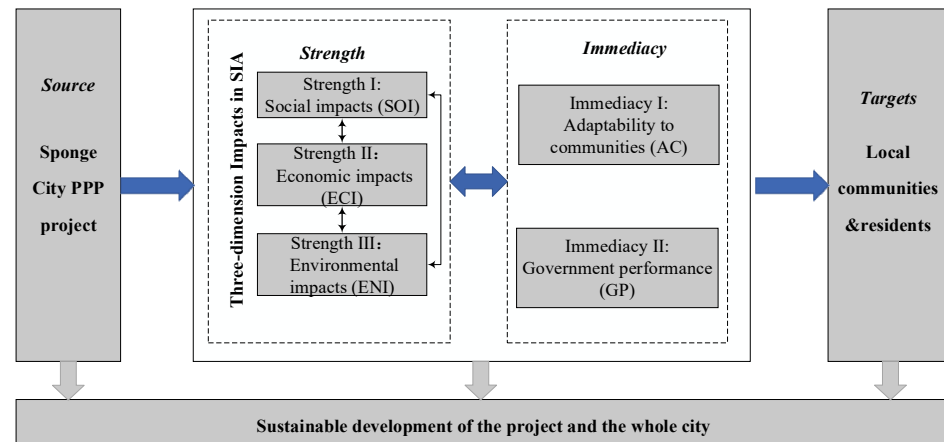 Source
Sponge
City PPP
project
Three-dimension Impacts in SIA
Strength
Strength I:
Social impacts (SOI)
Strength II：
Economic impacts
(ECI)
Strength III：
Environmental
impacts (ENI)
Immediacy
Immediacy I:
Adaptability to
communities (AC)
Immediacy II:
Government performance
(GP)
Targets
Local
communities
&residents
Sustainable development of the project and the whole city